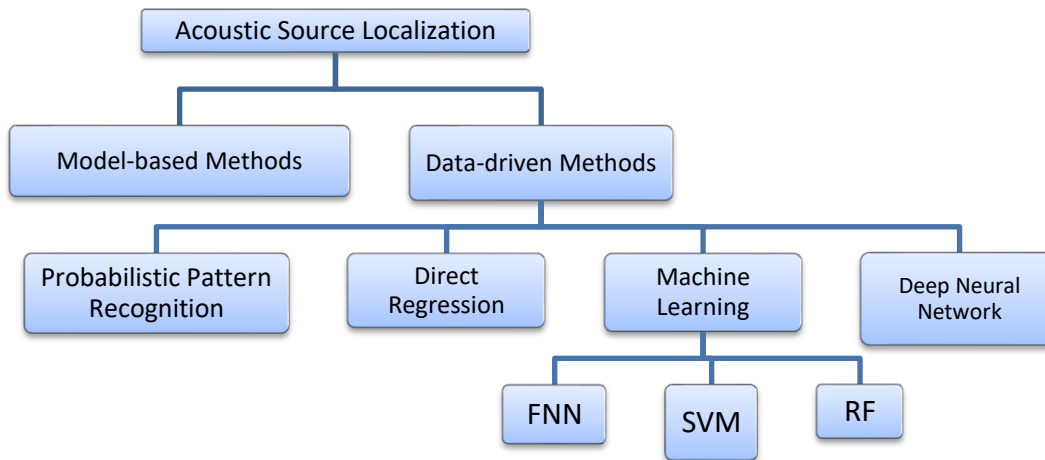 Acoustic Source Localization
Model-based Methods
Data-driven Methods
Probabilistic Pattern
Recognition
Direct
Regression
Machine
Learning
Deep Neural
Network
FNN
SVM
RF